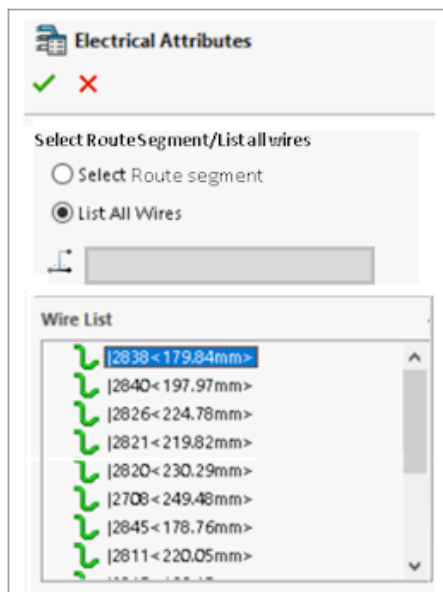 Electrical Attributes
Select Route Segment/List all wires
Select Route segment
List All Wires
Wire List
|2838<179.84mm>
|2840<197.97mm>
|2826<224.78mm>
|2821<219.82mm>
|2820<230.29mm>
|2708<249.48mm>
|2845<178.76mm>
|2811<220.05mm>